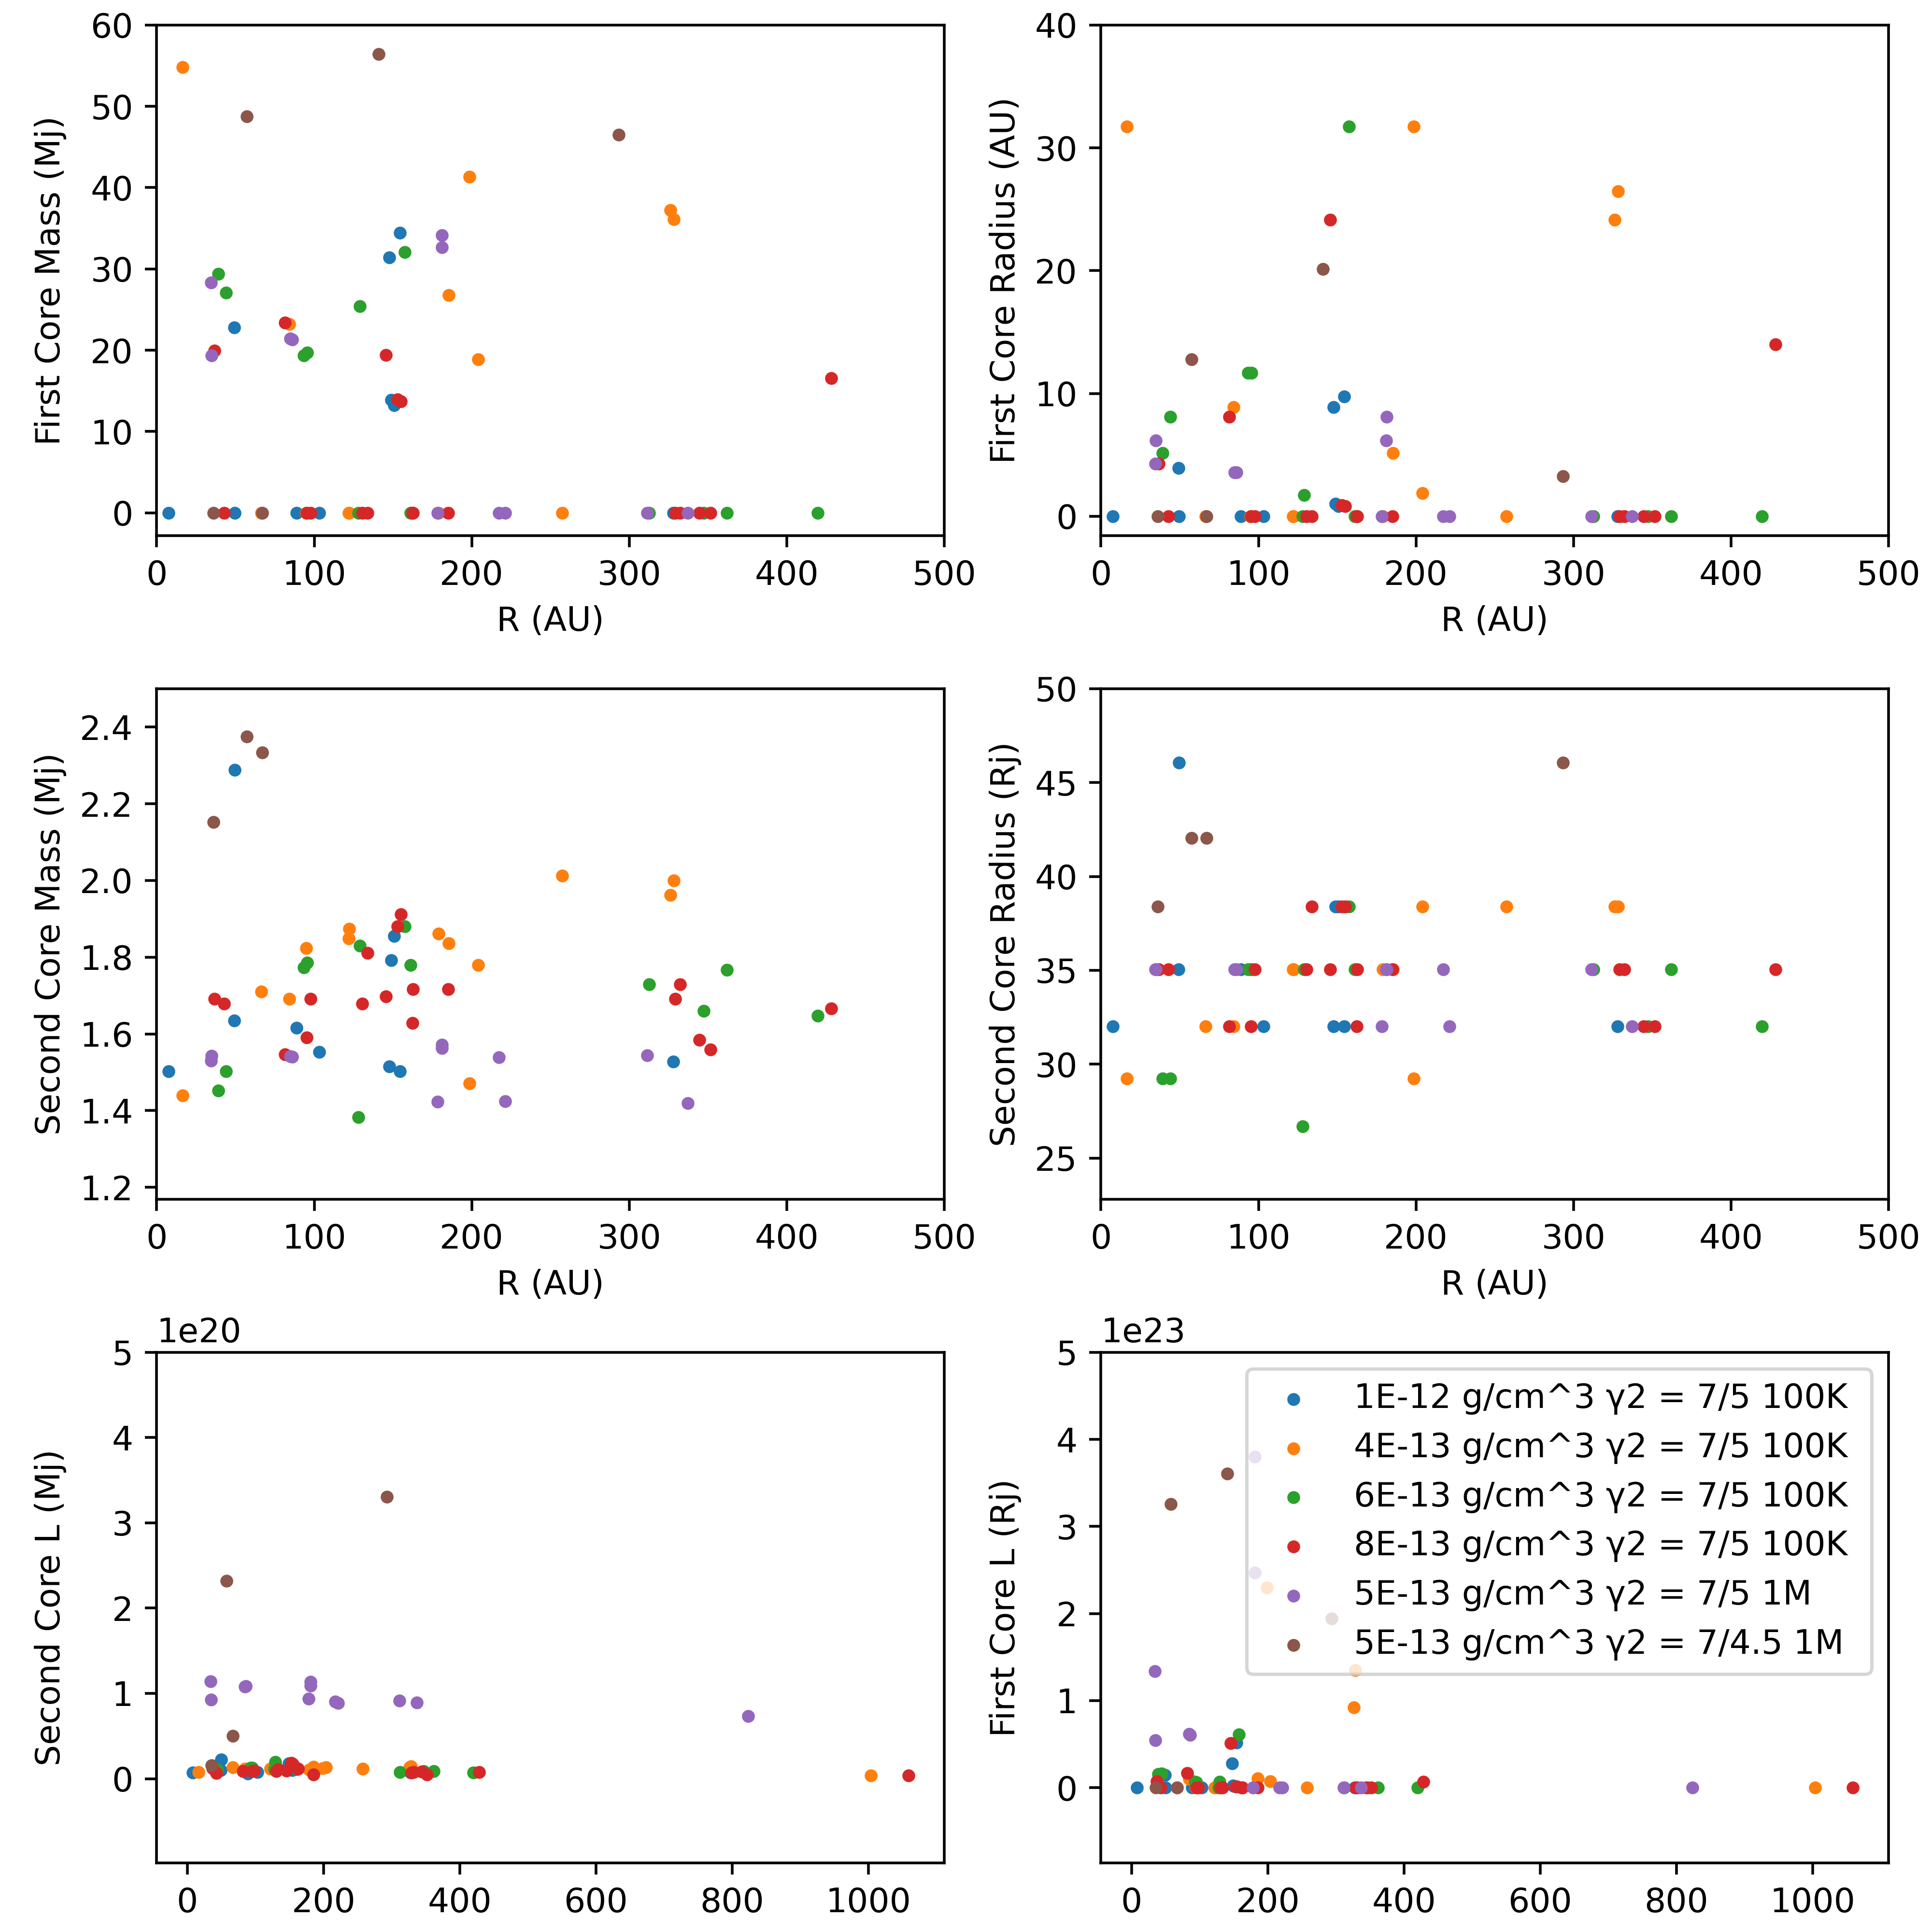 60
50
40
30
20
10
0
First Core Mass (Mj)
0 100 200 300 400 500
R (AU)
40
30
20
10
0
First Core Radius (AU)
0 100 200 300 400 500
R (AU)
2.4
2.2
2.0
1.8
1.6
1.4
1.2
Second Core Mass (Mj)
0 100 200 300 400 500
R (AU)
50
45
40
35
30
25
Second Core Radius (Rj)
0 100 200 300 400 500
R (AU)
1e20
5
4
3
2
1
0
Second Core L (Mj)
0 200 400 600 800 1000
1e23
5
4
3
2
1
0
First Core L (Rj)
1E-12 g/cm^3 γ2 = 7/5 100K
4E-13 g/cm^3 γ2 = 7/5 100K
6E-13 g/cm^3 γ2 = 7/5 100K
8E-13 g/cm^3 γ2 = 7/5 100K
5E-13 g/cm^3 γ2 = 7/5 1M
5E-13 g/cm^3 γ2 = 7/4.5 1M
0 200 400 600 800 1000